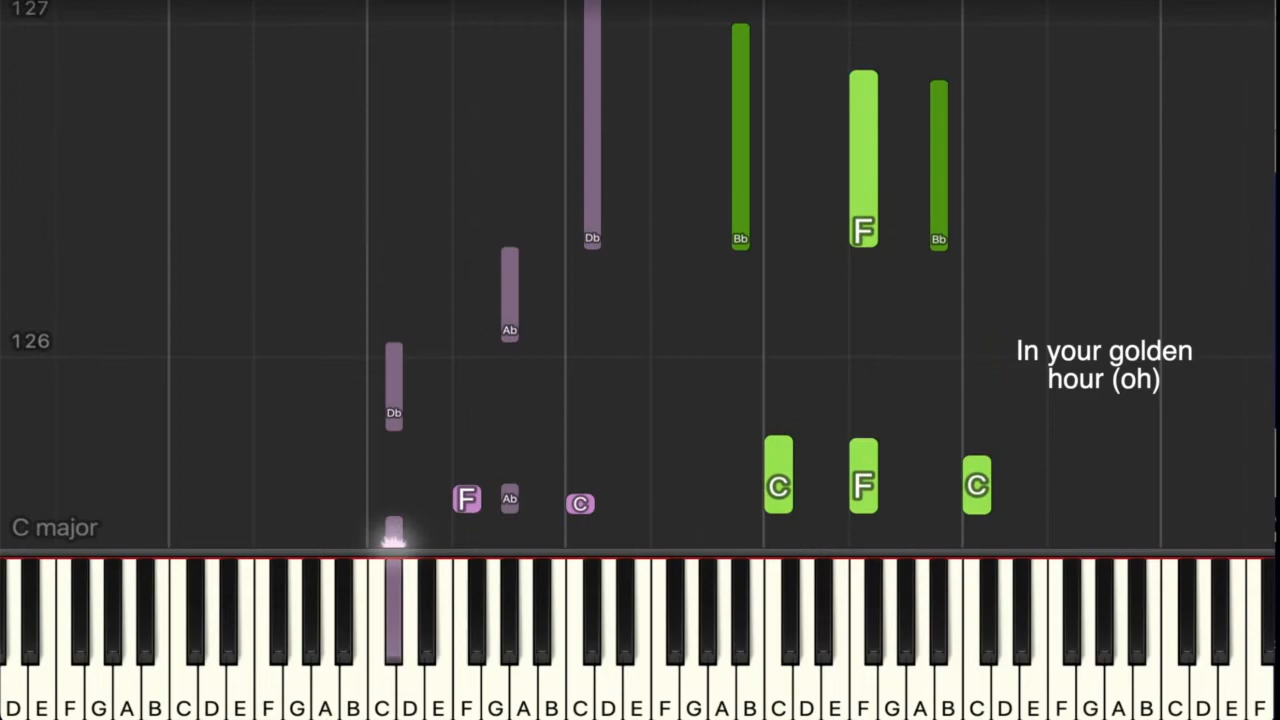 127
Db
Bb
F
Bb
Ab
126
In your golden
hour (oh)
Db
F
Ab
C
C
F
C
C major
D E F G A B C D E F G A B C D E F G A B C D E F G A B C D E F G A B C D E F G A B C D E F